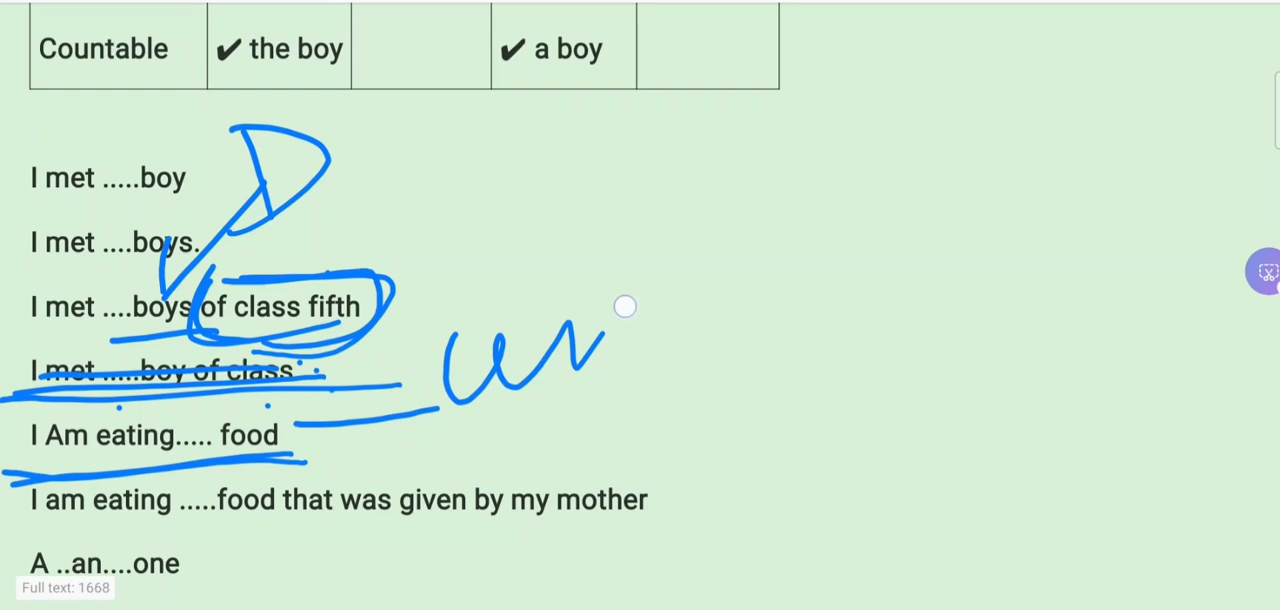 Countable ✔ the boy ✔ a boy
I met .....boy
I met ....boys.
I met ....boys of class fifth
I met .....boy of class
I Am eating..... food
I am eating .....food that was given by my mother
A ..an....one
Full text: 1668